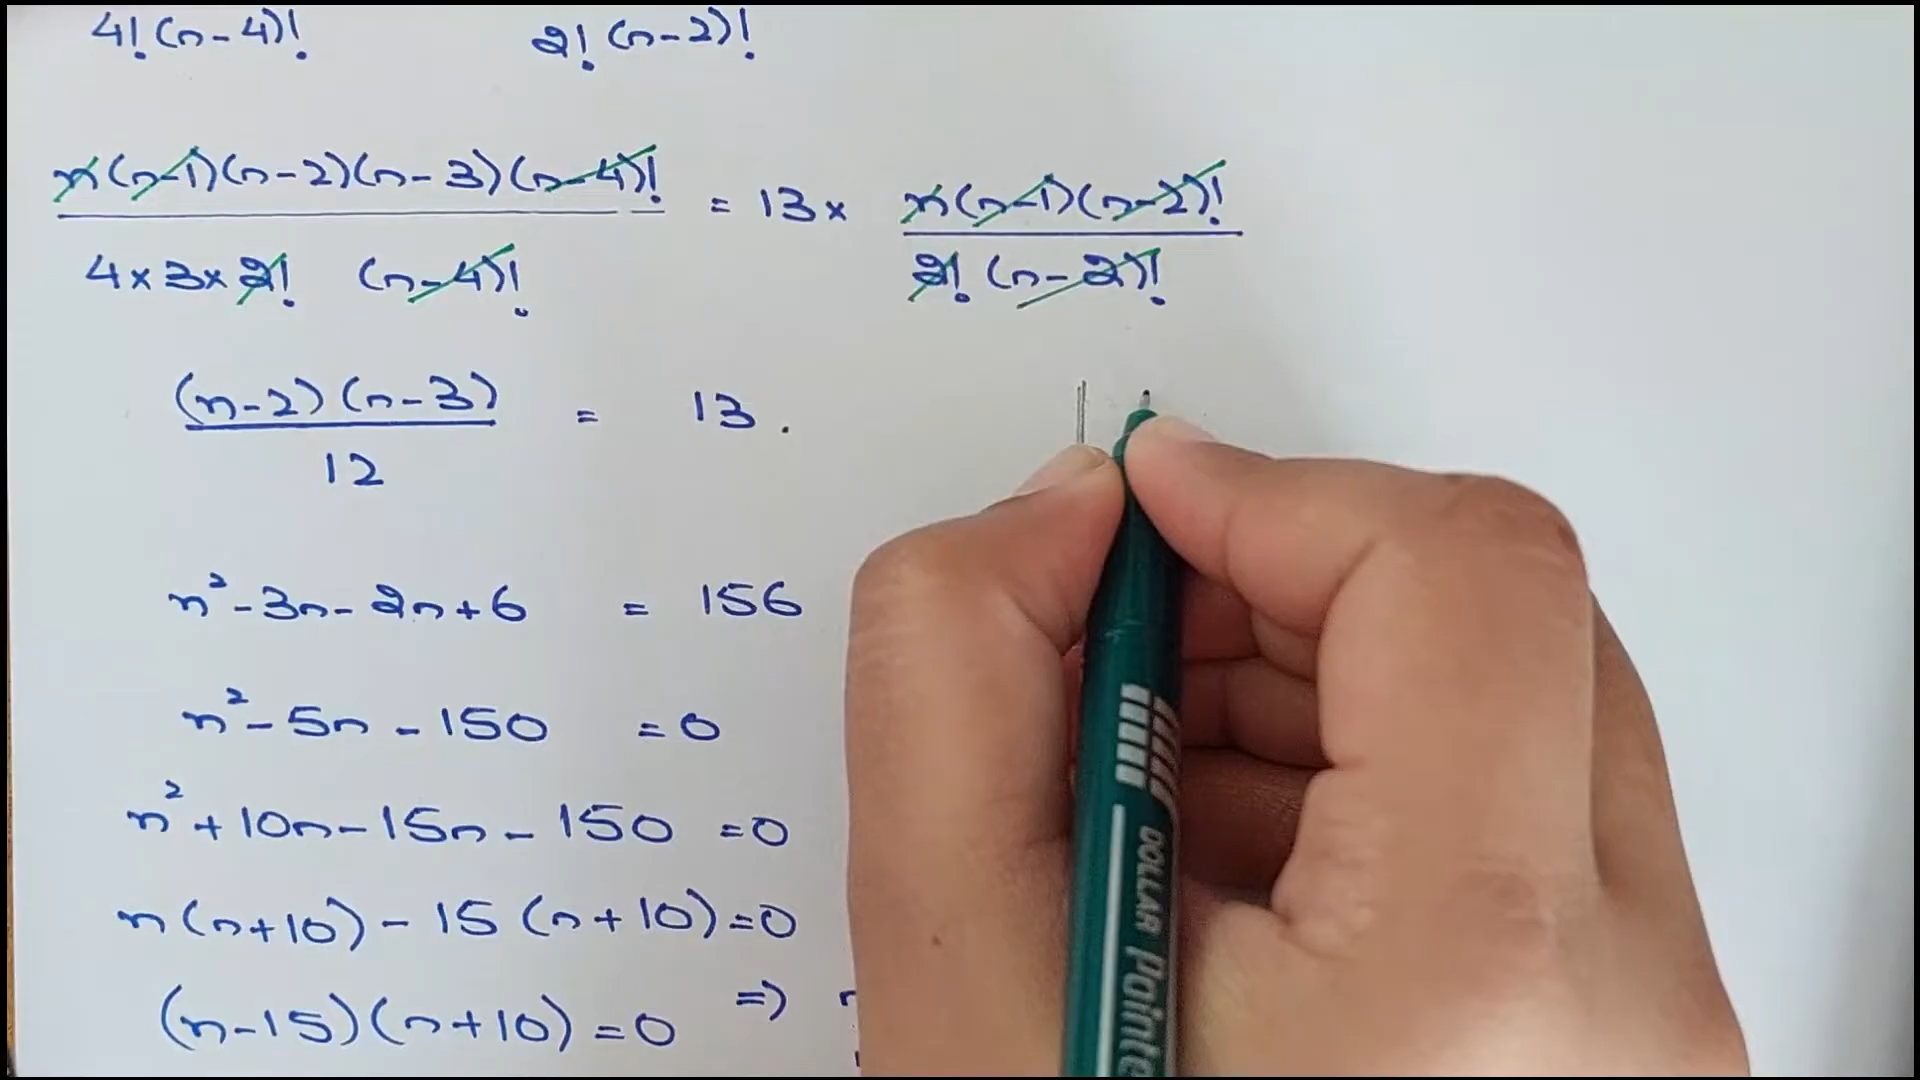 4!(n-4)! 2!(n-2)!
n(n-1)(n-2)(n-3)(n-4)! = 13 × n(n-1)(n-2)!
4×3×2! (n-4)! 2!(n-2)!
(n-2)(n-3) = 13.
12
n²-3n-2n+6 = 156
n²-5n-150 =0
n²+10n-15n-150 =0
n(n+10)-15(n+10)=0
(n-15)(n+10)=0 =>
DOLLAR Pointe